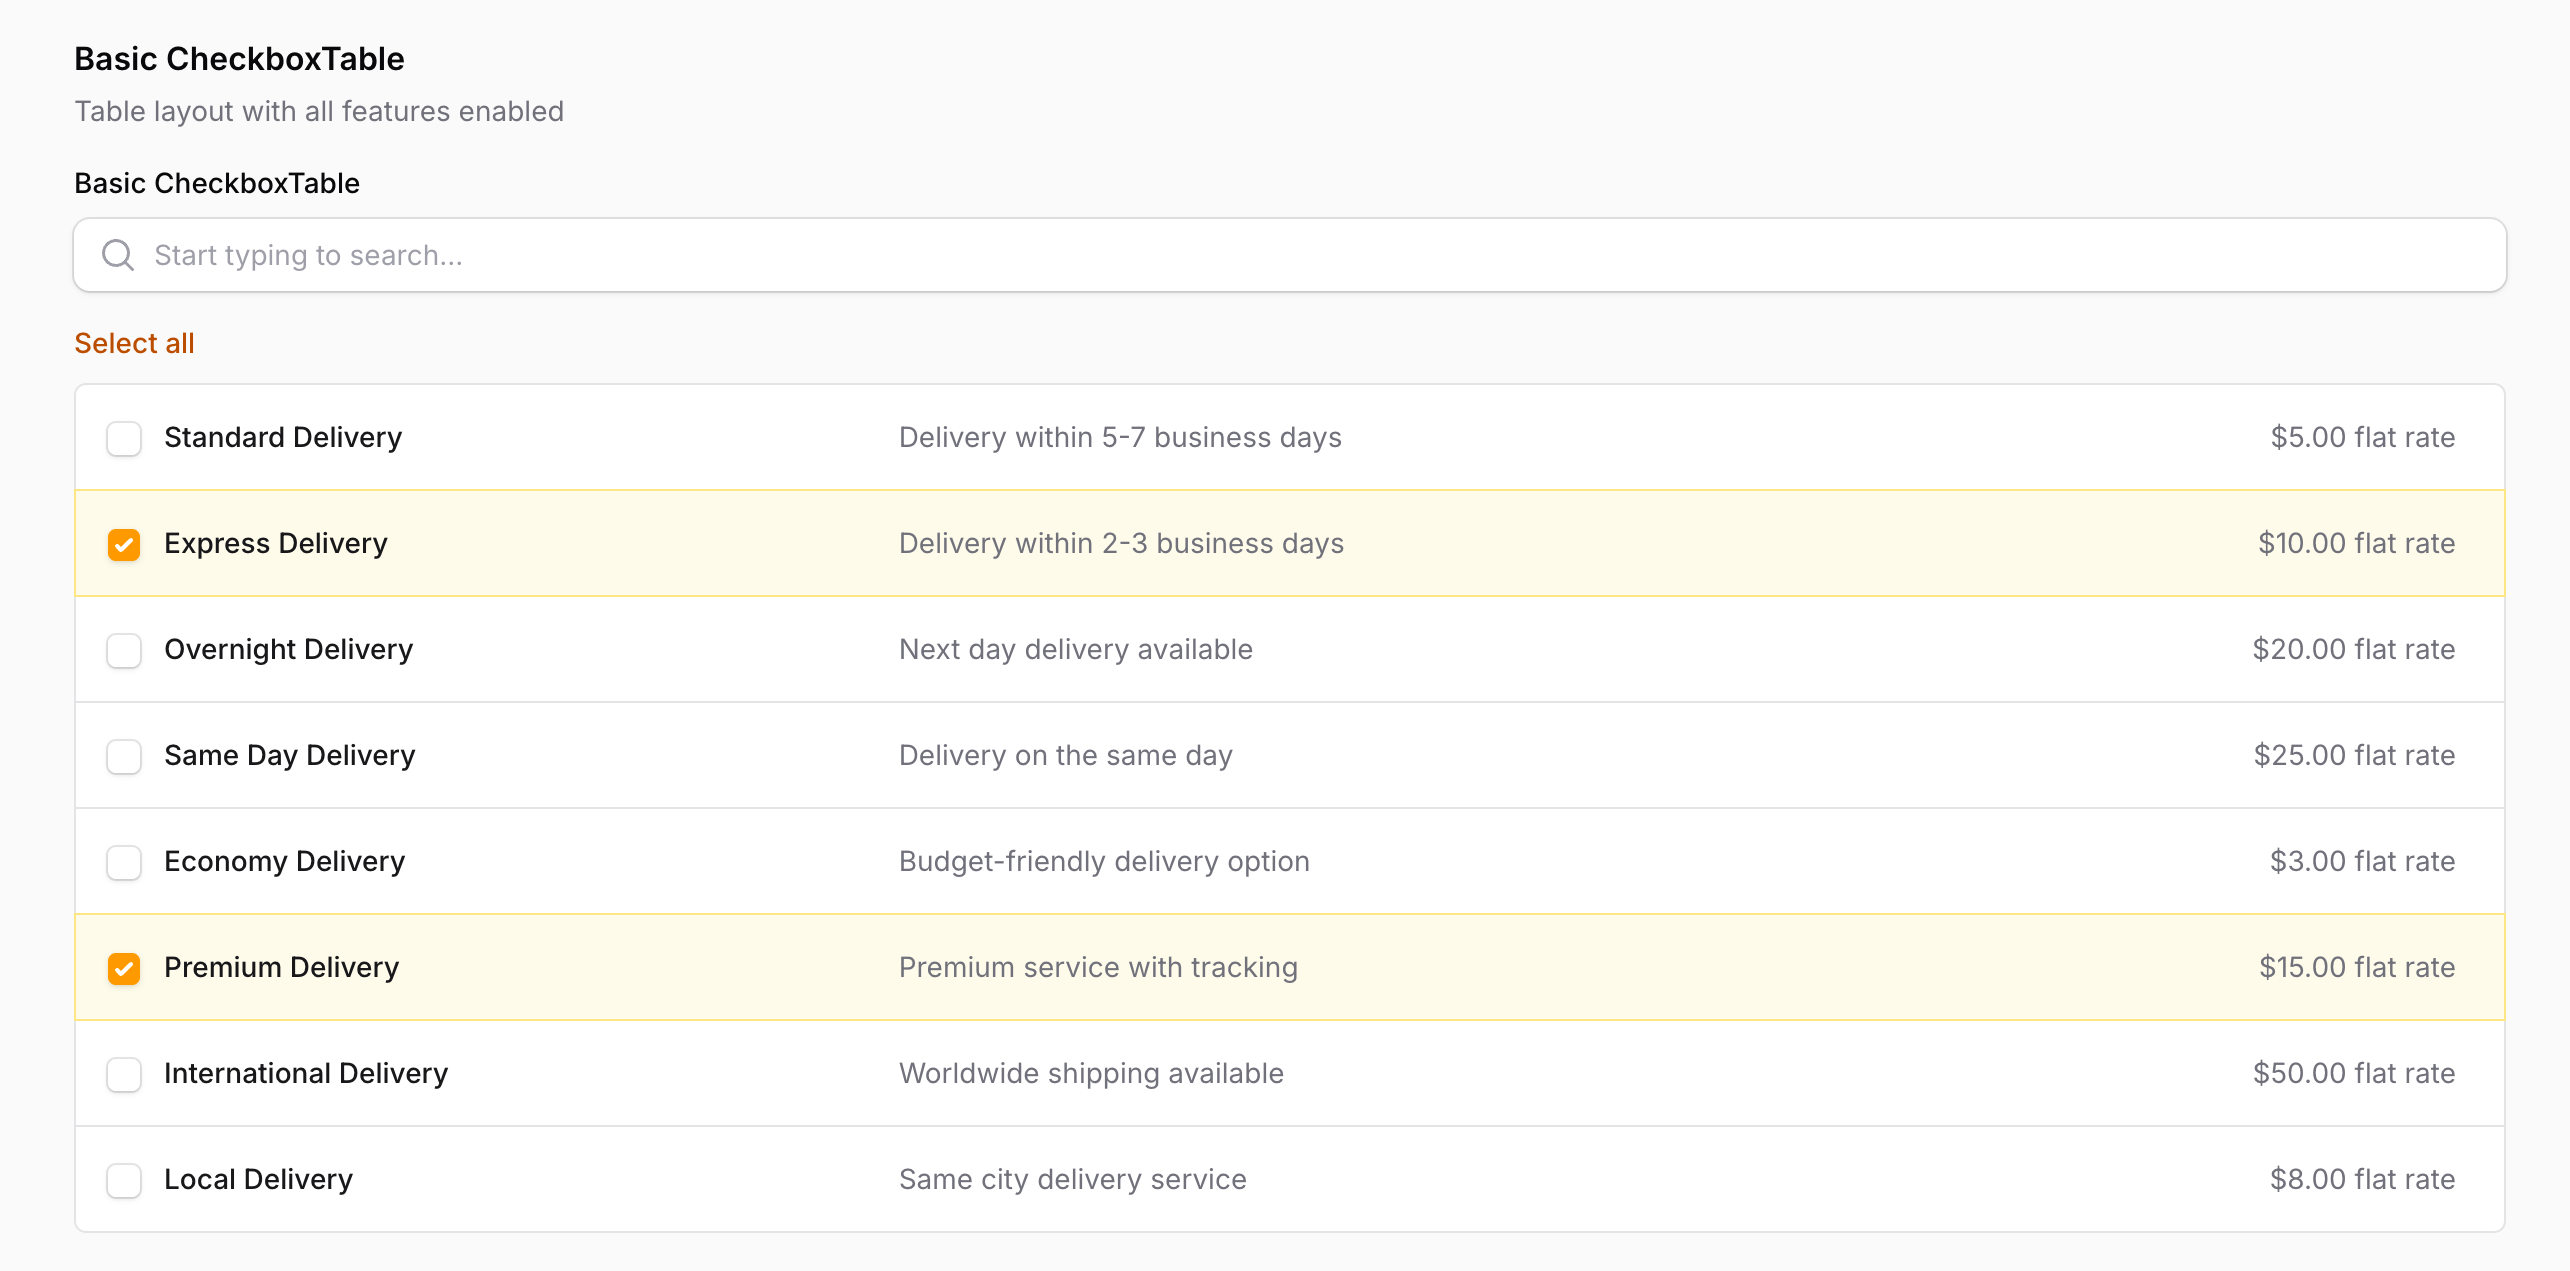 Basic CheckboxTable
Table layout with all features enabled
Basic CheckboxTable
Start typing to search...
Select all
Standard Delivery Delivery within 5-7 business days $5.00 flat rate
Express Delivery Delivery within 2-3 business days $10.00 flat rate
Overnight Delivery Next day delivery available $20.00 flat rate
Same Day Delivery Delivery on the same day $25.00 flat rate
Economy Delivery Budget-friendly delivery option $3.00 flat rate
Premium Delivery Premium service with tracking $15.00 flat rate
International Delivery Worldwide shipping available $50.00 flat rate
Local Delivery Same city delivery service $8.00 flat rate